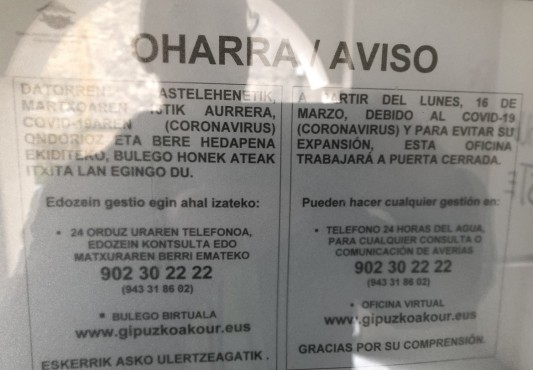 OHARRA / AVISO
DATORREN ASTELEHENETIK,
MARTXOAREN 16TIK AURRERA,
COVID-19AREN (CORONAVIRUS)
ONDORIOZ ETA BERE HEDAPENA
EKIDITEKO, BULEGO HONEK ATEAK
ITXITA LAN EGINGO DU.
Edozein gestio egin ahal izateko:
• 24 ORDUZ URAREN TELEFONOA,
EDOZEIN KONTSULTA EDO
MATXURAREN BERRI EMATEKO
902 30 22 22
(943 31 86 02)
▪ BULEGO BIRTUALA
www.gipuzkoakour.eus
ESKERRIK ASKO ULERTZEAGATIK .
A PARTIR DEL LUNES, 16 DE
MARZO, DEBIDO AL COVID-19
(CORONAVIRUS) Y PARA EVITAR SU
EXPANSIÓN, ESTA OFICINA
TRABAJARÁ A PUERTA CERRADA.
Pueden hacer cualquier gestión en:
• TELEFONO 24 HORAS DEL AGUA,
PARA CUALQUIER CONSULTA O
COMUNICACIÓN DE AVERÍAS
902 30 22 22
(943 31 86 02)
• OFICINA VIRTUAL
www.gipuzkoakour.eus
GRACIAS POR SU COMPRENSIÓN.